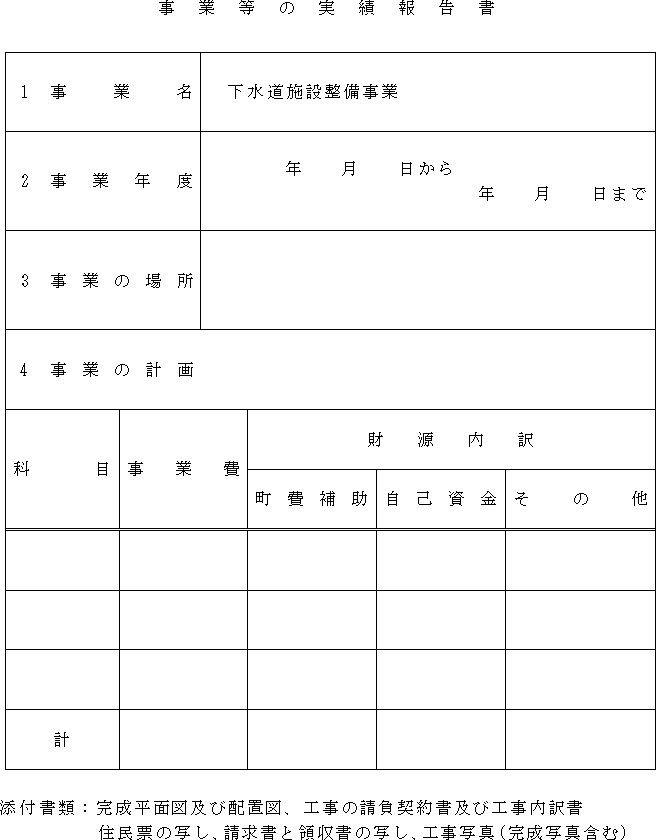 事業等の実績報告書
1 事業名 下水道施設整備事業
2 事業年度 年 月 日から
年 月 日まで
3 事業の場所
4 事業の計画
科目 事業費 財源内訳
町費補助 自己資金 その他
計
添付書類：完成平面図及び配置図、工事の請負契約書及び工事内訳書
住民票の写し、請求書と領収書の写し、工事写真(完成写真含む)